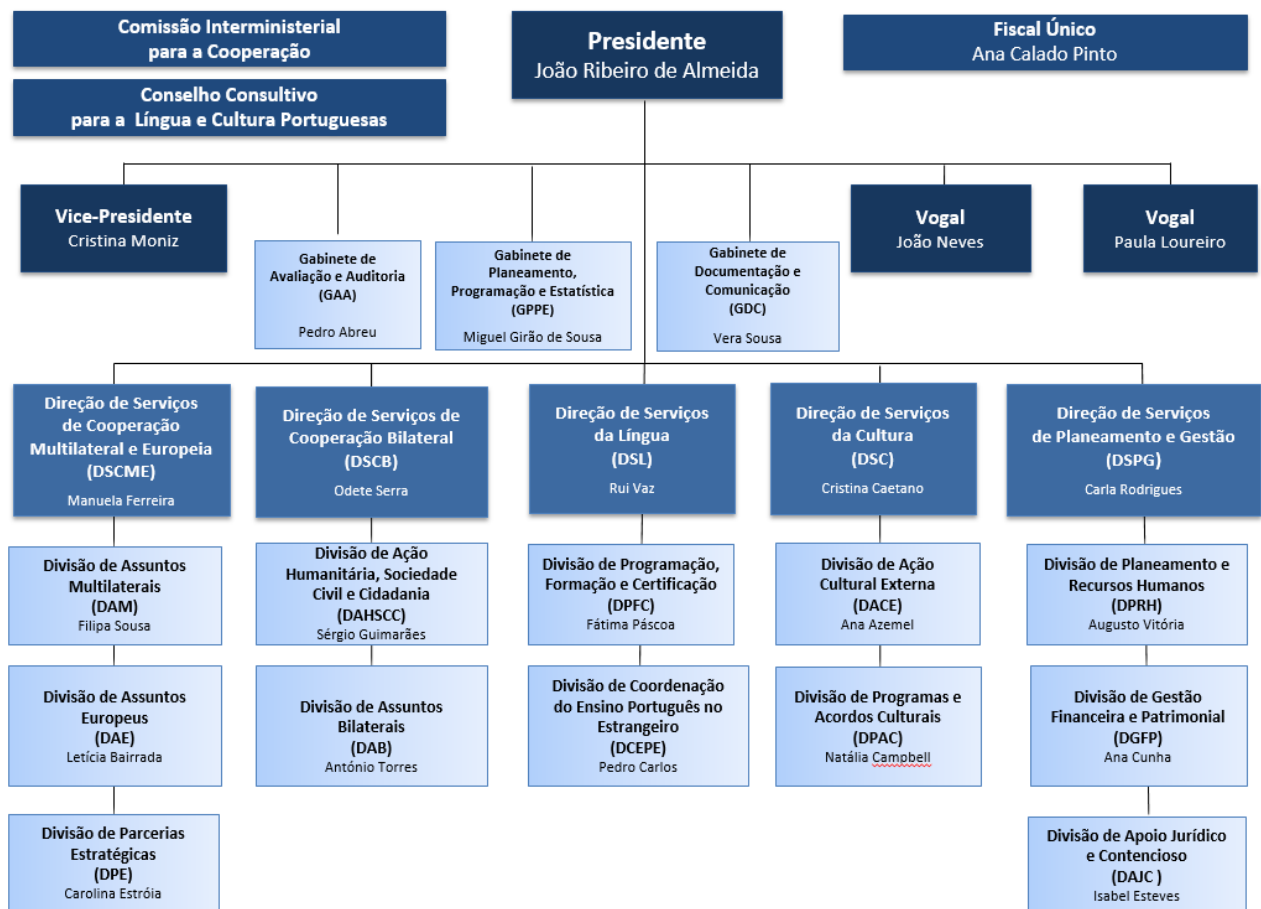 Comissão Interministerial
para a Cooperação
Conselho Consultivo
para a Língua e Cultura Portuguesas
Presidente
João Ribeiro de Almeida
Fiscal Único
Ana Calado Pinto
Vice-Presidente
Cristina Moniz
Gabinete de
Avaliação e Auditoria
(GAA)
Pedro Abreu
Gabinete de
Planeamento,
Programação e Estatística
(GPPE)
Miguel Girão de Sousa
Gabinete de
Documentação e
Comunicação
(GDC)
Vera Sousa
Vogal
João Neves
Vogal
Paula Loureiro
Direção de Serviços
de Cooperação
Multilateral e Europeia
(DSCME)
Manuela Ferreira
Direção de Serviços de
Cooperação Bilateral
(DSCB)
Odete Serra
Direção de Serviços
da Língua
(DSL)
Rui Vaz
Direção de Serviços
da Cultura
(DSC)
Cristina Caetano
Direção de Serviços
de Planeamento e Gestão
(DSPG)
Carla Rodrigues
Divisão de Assuntos
Multilaterais
(DAM)
Filipa Sousa
Divisão de Ação
Humanitária, Sociedade
Civil e Cidadania
(DAHSCC)
Sérgio Guimarães
Divisão de Programação,
Formação e Certificação
(DPFC)
Fátima Páscoa
Divisão de Ação
Cultural Externa
(DACE)
Ana Azemel
Divisão de Planeamento e
Recursos Humanos
(DPRH)
Augusto Vitória
Divisão de Assuntos
Europeus
(DAE)
Letícia Bairrada
Divisão de Assuntos
Bilaterais
(DAB)
António Torres
Divisão de Coordenação
do Ensino Português no
Estrangeiro
(DCEPE)
Pedro Carlos
Divisão de Programas e
Acordos Culturais
(DPAC)
Natália Campbell
Divisão de Gestão
Financeira e Patrimonial
(DGFP)
Ana Cunha
Divisão de Parcerias
Estratégicas
(DPE)
Carolina Estróia
Divisão de Apoio Jurídico
e Contencioso
(DAJC )
Isabel Esteves